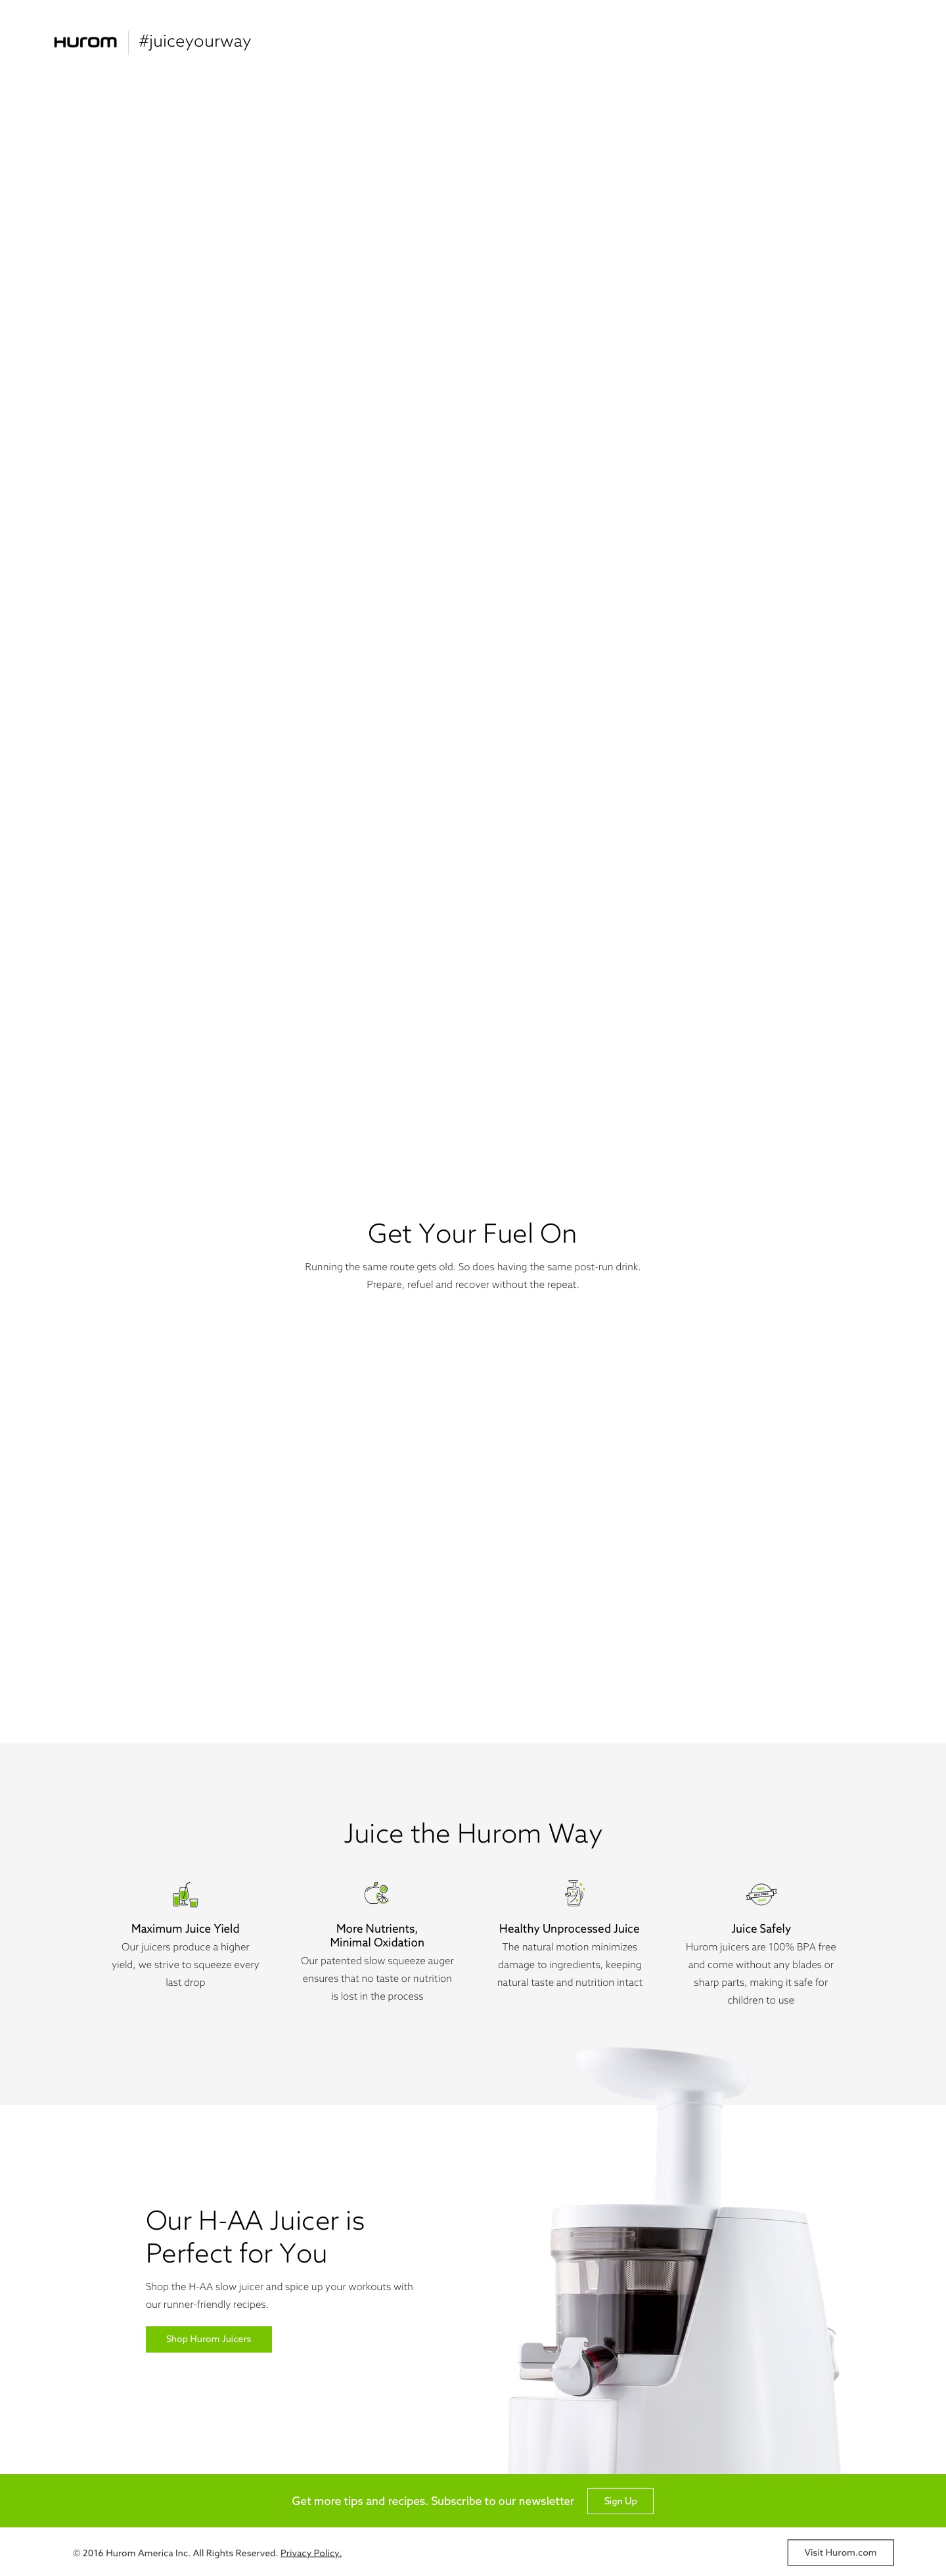 Hurom
#juiceyourway
Get Your Fuel On
Running the same route gets old. So does having the same post-run drink.
Prepare, refuel and recover without the repeat.
Juice the Hurom Way
Maximum Juice Yield
Our juicers produce a higher
yield, we strive to squeeze every
last drop
More Nutrients,
Minimal Oxidation
Our patented slow squeeze auger
ensures that no taste or nutrition
is lost in the process
Healthy Unprocessed Juice
The natural motion minimizes
damage to ingredients, keeping
natural taste and nutrition intact
Juice Safely
Hurom juicers are 100% BPA free
and come without any blades or
sharp parts, making it safe for
children to use
Our H-AA Juicer is
Perfect for You
Shop the H-AA slow juicer and spice up your workouts with
our runner-friendly recipes.
Shop Hurom Juicers
Get more tips and recipes. Subscribe to our newsletter
Sign Up
© 2016 Hurom America Inc. All Rights Reserved. Privacy Policy.
Visit Hurom.com